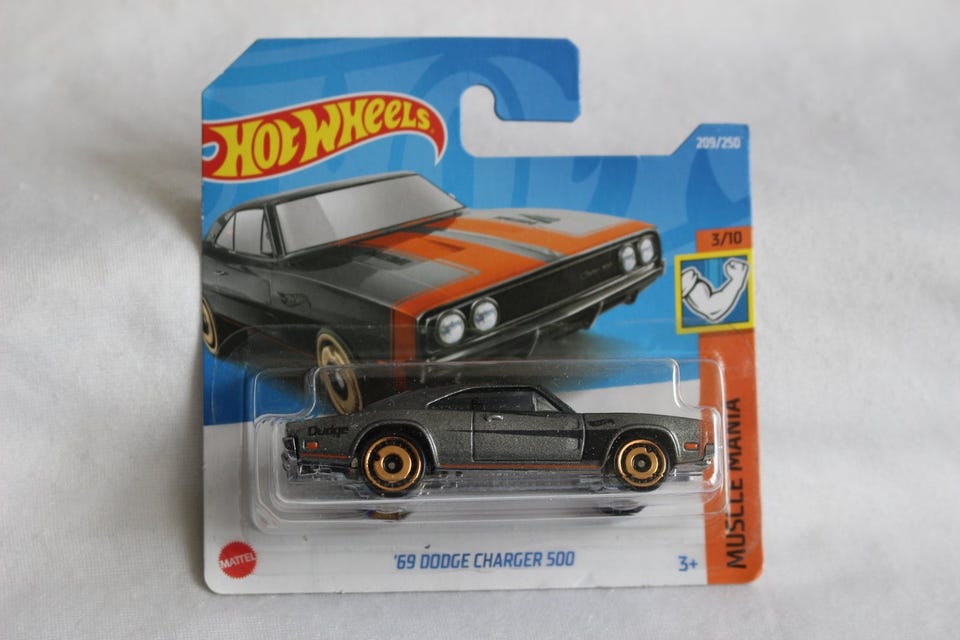 HOT WHEELS
209/250
3/10
MUSCLE MANIA
Dodge
MATTEL
'69 DODGE CHARGER 500
3+